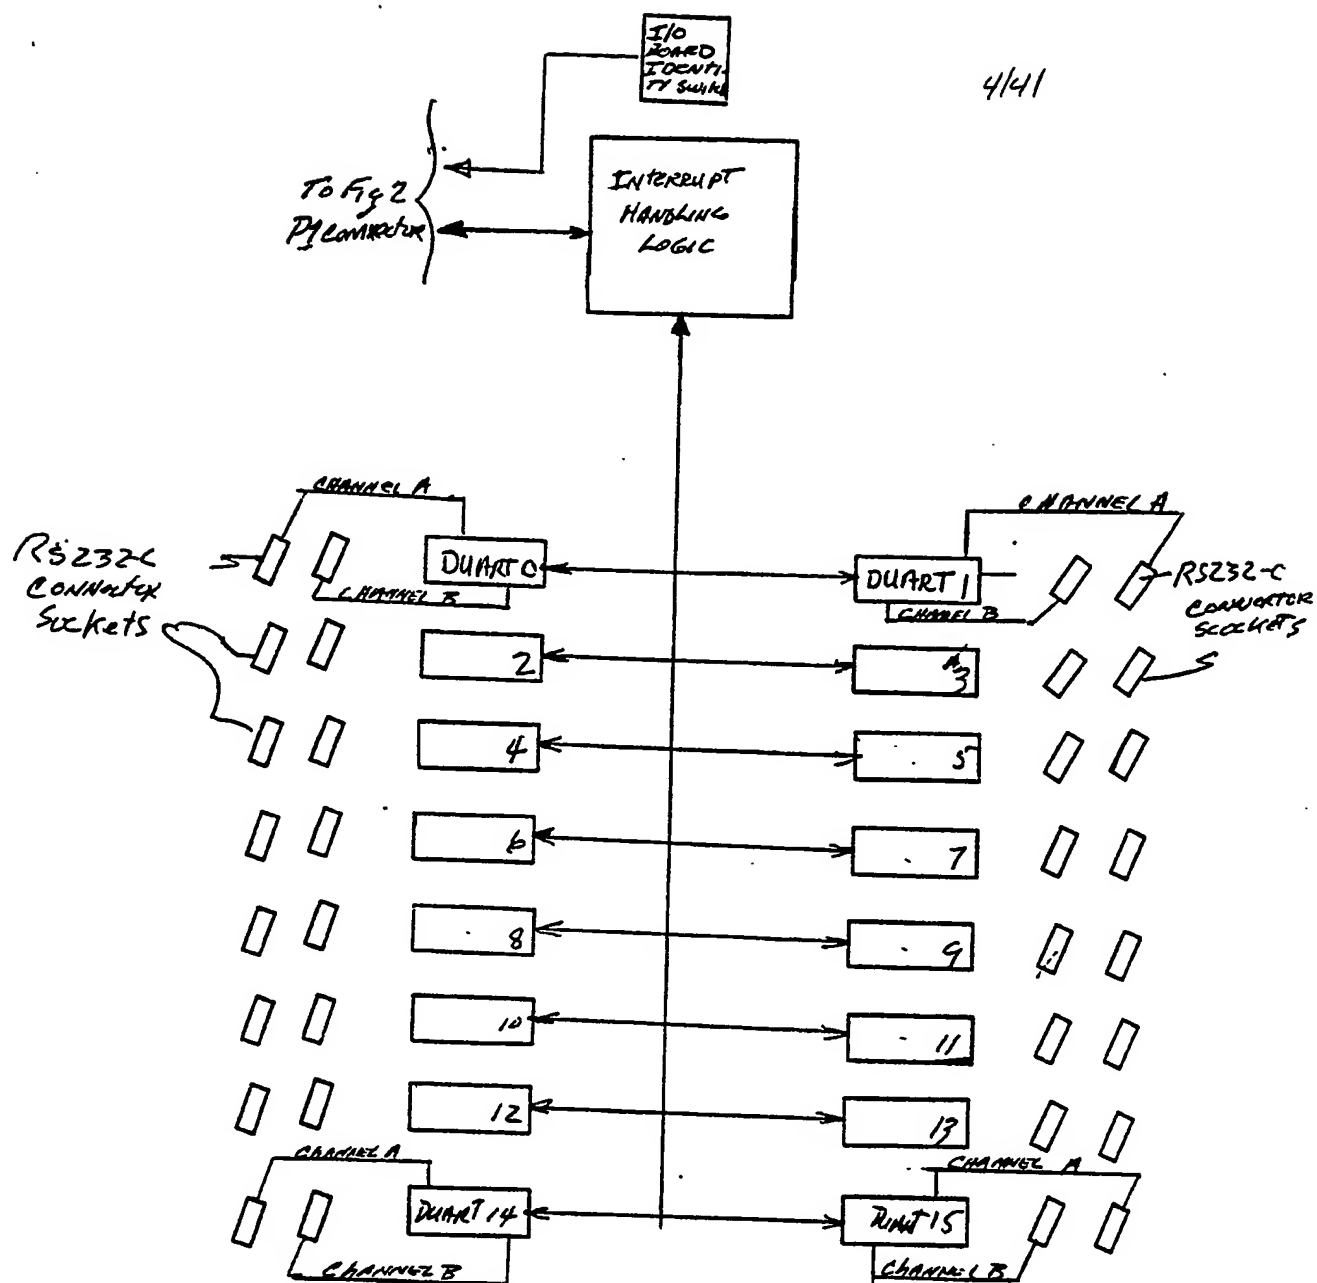 I/O
BOARD
IDENTI-
TY SWITCH
4/41
INTERRUPT
HANDLING
LOGIC
To Fig 2
P1 CONNECTOR
CHANNEL A
CHANNEL A
RS232-C
CONNECTOR
Sockets
DUART 0
DUART 1
RS232-C
CONNECTOR
SOCKETS
CHANNEL B
CHANNEL B
2
3
4
5
6
7
8
9
10
11
12
13
CHANNEL A
CHANNEL A
DUART 14
DUART 15
CHANNEL B
CHANNEL B